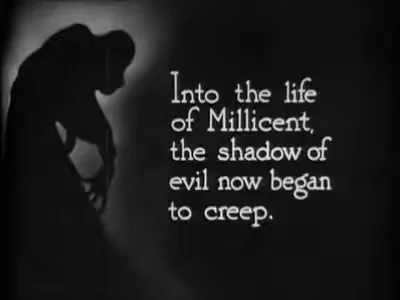 Into the life
of Millicent,
the shadow of
evil now began
to creep.